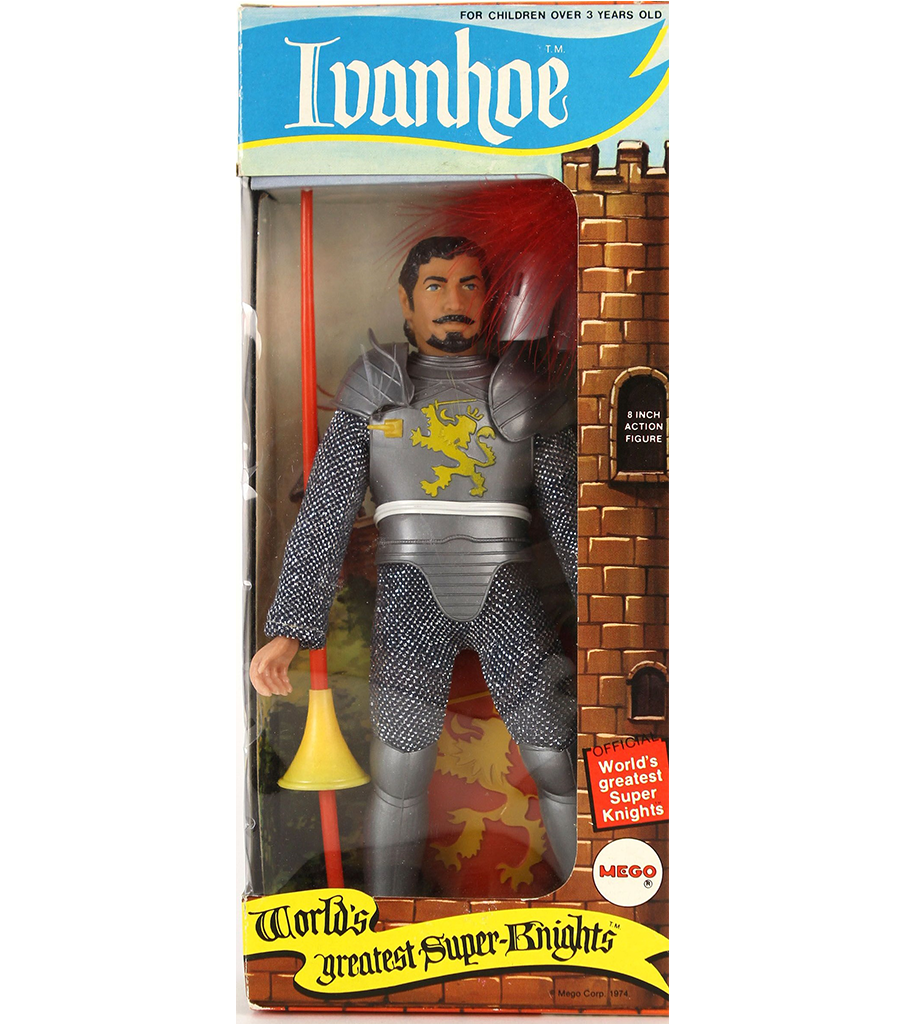 FOR CHILDREN OVER 3 YEARS OLD
Ivanhoe T.M.
8 INCH
ACTION
FIGURE
OFFICIAL
World's
greatest
Super
Knights
MEGO
®
World's
greatest Super-Knights T.M.
© Mego Corp. 1974.